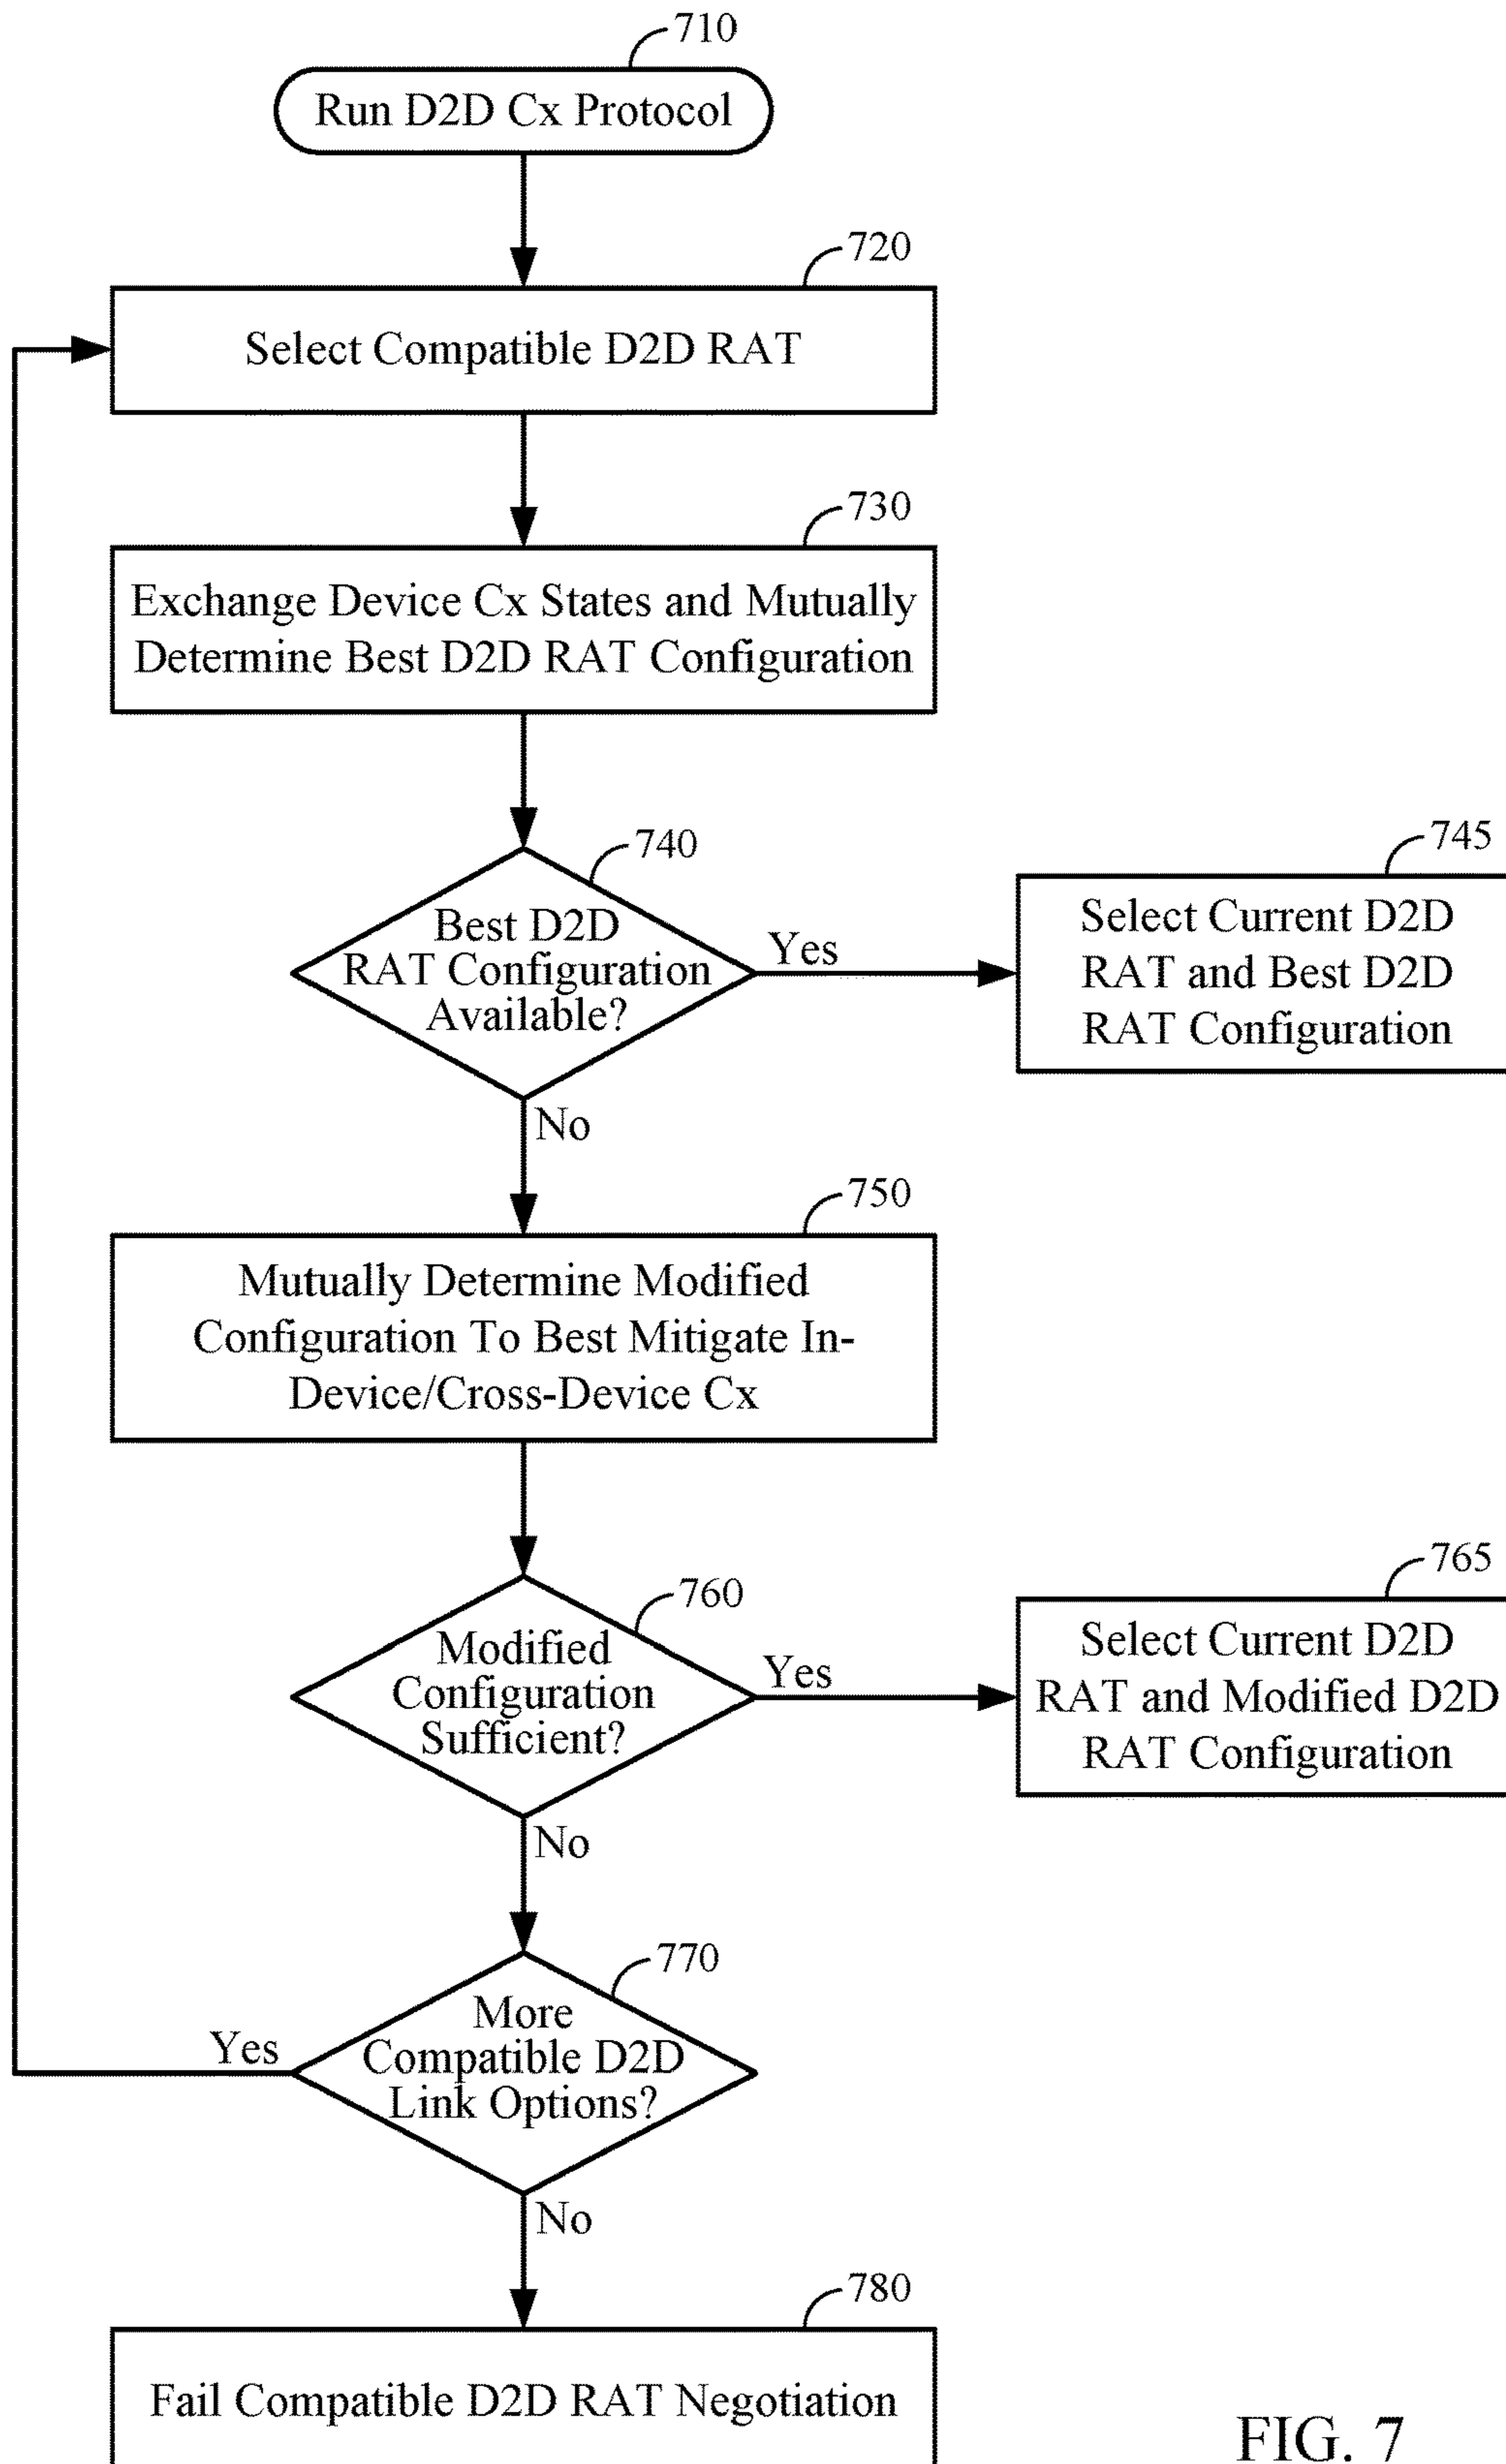 710
Run D2D Cx Protocol
720
Select Compatible D2D RAT
730
Exchange Device Cx States and Mutually
Determine Best D2D RAT Configuration
740
Best D2D
RAT Configuration
Available?
Yes
745
Select Current D2D
RAT and Best D2D
RAT Configuration
No
750
Mutually Determine Modified
Configuration To Best Mitigate In-
Device/Cross-Device Cx
760
Modified
Configuration
Sufficient?
Yes
765
Select Current D2D
RAT and Modified D2D
RAT Configuration
No
770
More
Compatible D2D
Link Options?
Yes
No
780
Fail Compatible D2D RAT Negotiation
FIG. 7